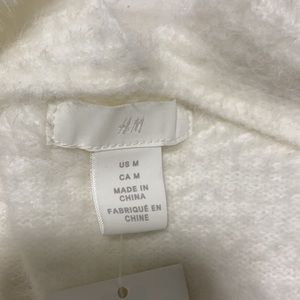 H&M
US M
CA M
MADE IN
CHINA
FABRIQUÉ EN
CHINE